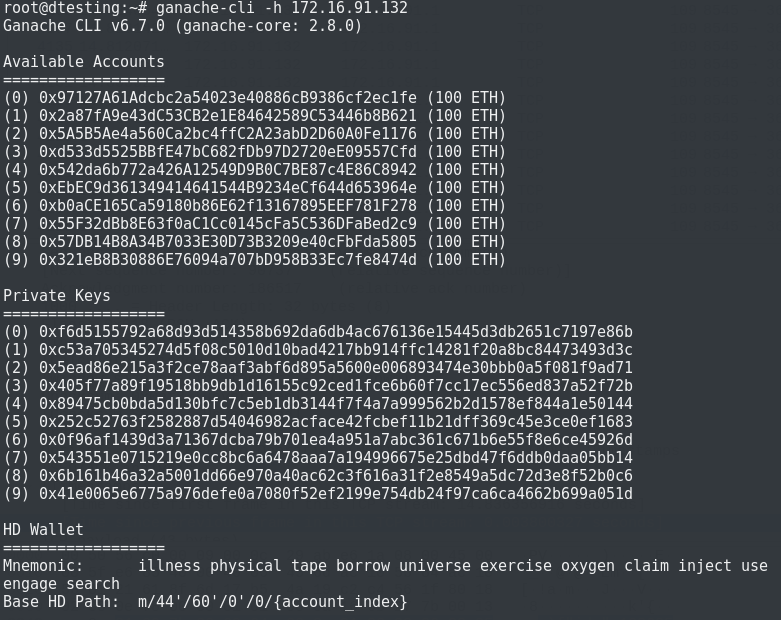 root@dtesting:~# ganache-cli -h 172.16.91.132
Ganache CLI v6.7.0 (ganache-core: 2.8.0)
Available Accounts
==================
(0) 0x97127A61Adcbc2a54023e40886cB9386cf2ec1fe (100 ETH)
(1) 0x2a87fA9e43dC53CB2e1E84642589C53446b8B621 (100 ETH)
(2) 0x5A5B5Ae4a560Ca2bc4ffC2A23abD2D60A0Fe1176 (100 ETH)
(3) 0xd533d5525BBfE47bC682fDb97D2720eE09557Cfd (100 ETH)
(4) 0x542da6b772a426A12549D9B0C7BE87c4E86C8942 (100 ETH)
(5) 0xEbEC9d361349414641544B9234eCf644d653964e (100 ETH)
(6) 0xb0aCE165Ca59180b86E62f13167895EEF781F278 (100 ETH)
(7) 0x55F32dBb8E63f0aC1Cc0145cFa5C536DFaBed2c9 (100 ETH)
(8) 0x57DB14B8A34B7033E30D73B3209e40cFbFda5805 (100 ETH)
(9) 0x321eB8B30886E76094a707bD958B33Ec7fe8474d (100 ETH)
Private Keys
==================
(0) 0xf6d5155792a68d93d514358b692da6db4ac676136e15445d3db2651c7197e86b
(1) 0xc53a705345274d5f08c5010d10bad4217bb914ffc14281f20a8bc84473493d3c
(2) 0x5ead86e215a3f2ce78aaf3abf6d895a5600e006893474e30bbb0a5f081f9ad71
(3) 0x405f77a89f19518bb9db1d16155c92ced1fce6b60f7cc17ec556ed837a52f72b
(4) 0x89475cb0bda5d130bfc7c5eb1db3144f7f4a7a999562b2d1578ef844a1e50144
(5) 0x252c52763f2582887d54046982acface42fcbef11b21dff369c45e3ce0ef1683
(6) 0x0f96af1439d3a71367dcba79b701ea4a951a7abc361c671b6e55f8e6ce45926d
(7) 0x543551e0715219e0cc8bc6a6478aaa7a194996675e25dbd47f6ddb0daa05bb14
(8) 0x6b161b46a32a5001dd66e970a40ac62c3f616a31f2e8549a5dc72d3e8f52b0c6
(9) 0x41e0065e6775a976defe0a7080f52ef2199e754db24f97ca6ca4662b699a051d
HD Wallet
==================
Mnemonic:      illness physical tape borrow universe exercise oxygen claim inject use
engage search
Base HD Path:  m/44'/60'/0'/0/{account_index}